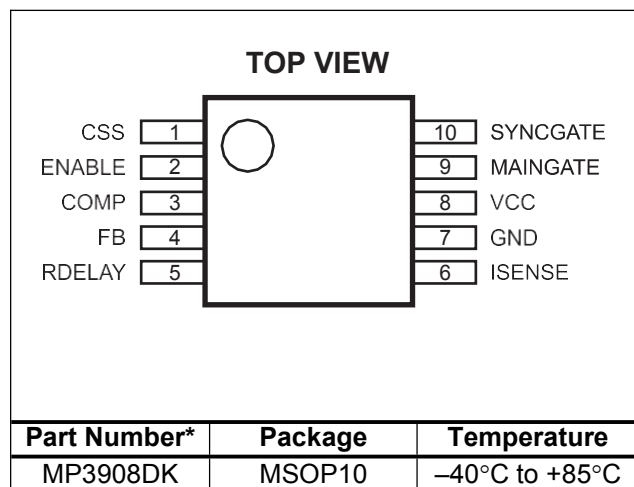 TOP VIEW
CSS 1 10 SYNCGATE
ENABLE 2 9 MAINGATE
COMP 3 8 VCC
FB 4 7 GND
RDELAY 5 6 ISENSE
Part Number* Package Temperature
MP3908DK MSOP10 –40°C to +85°C